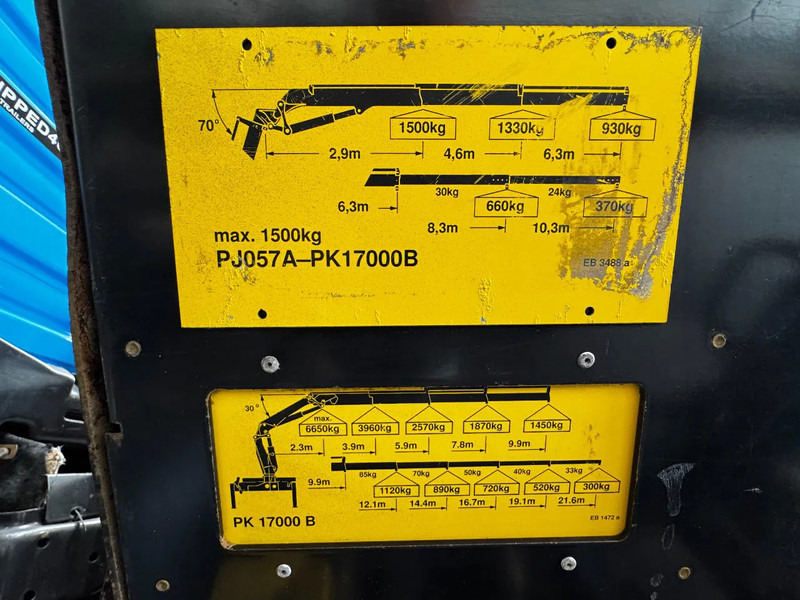 IPPED4
TRAILERS
70°
1500kg 1330kg 930kg
2,9m 4,6m 6,3m
30kg 24kg
6,3m 660kg 370kg
8,3m 10,3m
max. 1500kg
PJ057A–PK17000B
EB 3488 a
30°
max.
6650kg 3960kg 2570kg 1870kg 1450kg
2.3m 3.9m 5.9m 7.8m 9.9m
85kg 70kg 50kg 40kg 33kg
9.9m
1120kg 890kg 720kg 520kg 300kg
12.1m 14.4m 16.7m 19.1m 21.6m
PK 17000 B
EB 1472 a